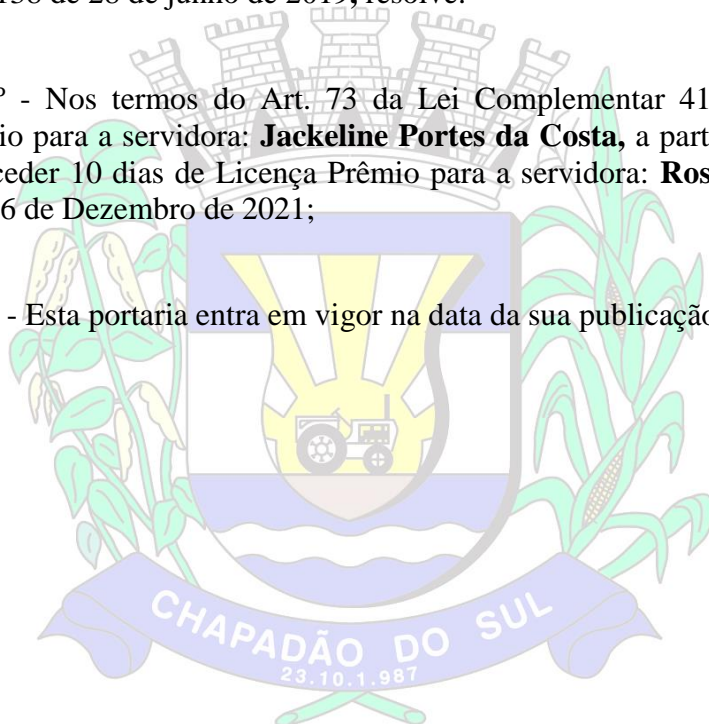 de 28 de junho de 2019, resolve:
º - Nos termos do Art. 73 da Lei Complementar 41
io para a servidora: Jackeline Portes da Costa, a part
ceder 10 dias de Licença Prêmio para a servidora: Ros
6 de Dezembro de 2021;
- Esta portaria entra em vigor na data da sua publicação
CHAPADÃO DO SUL
23.10.1.987